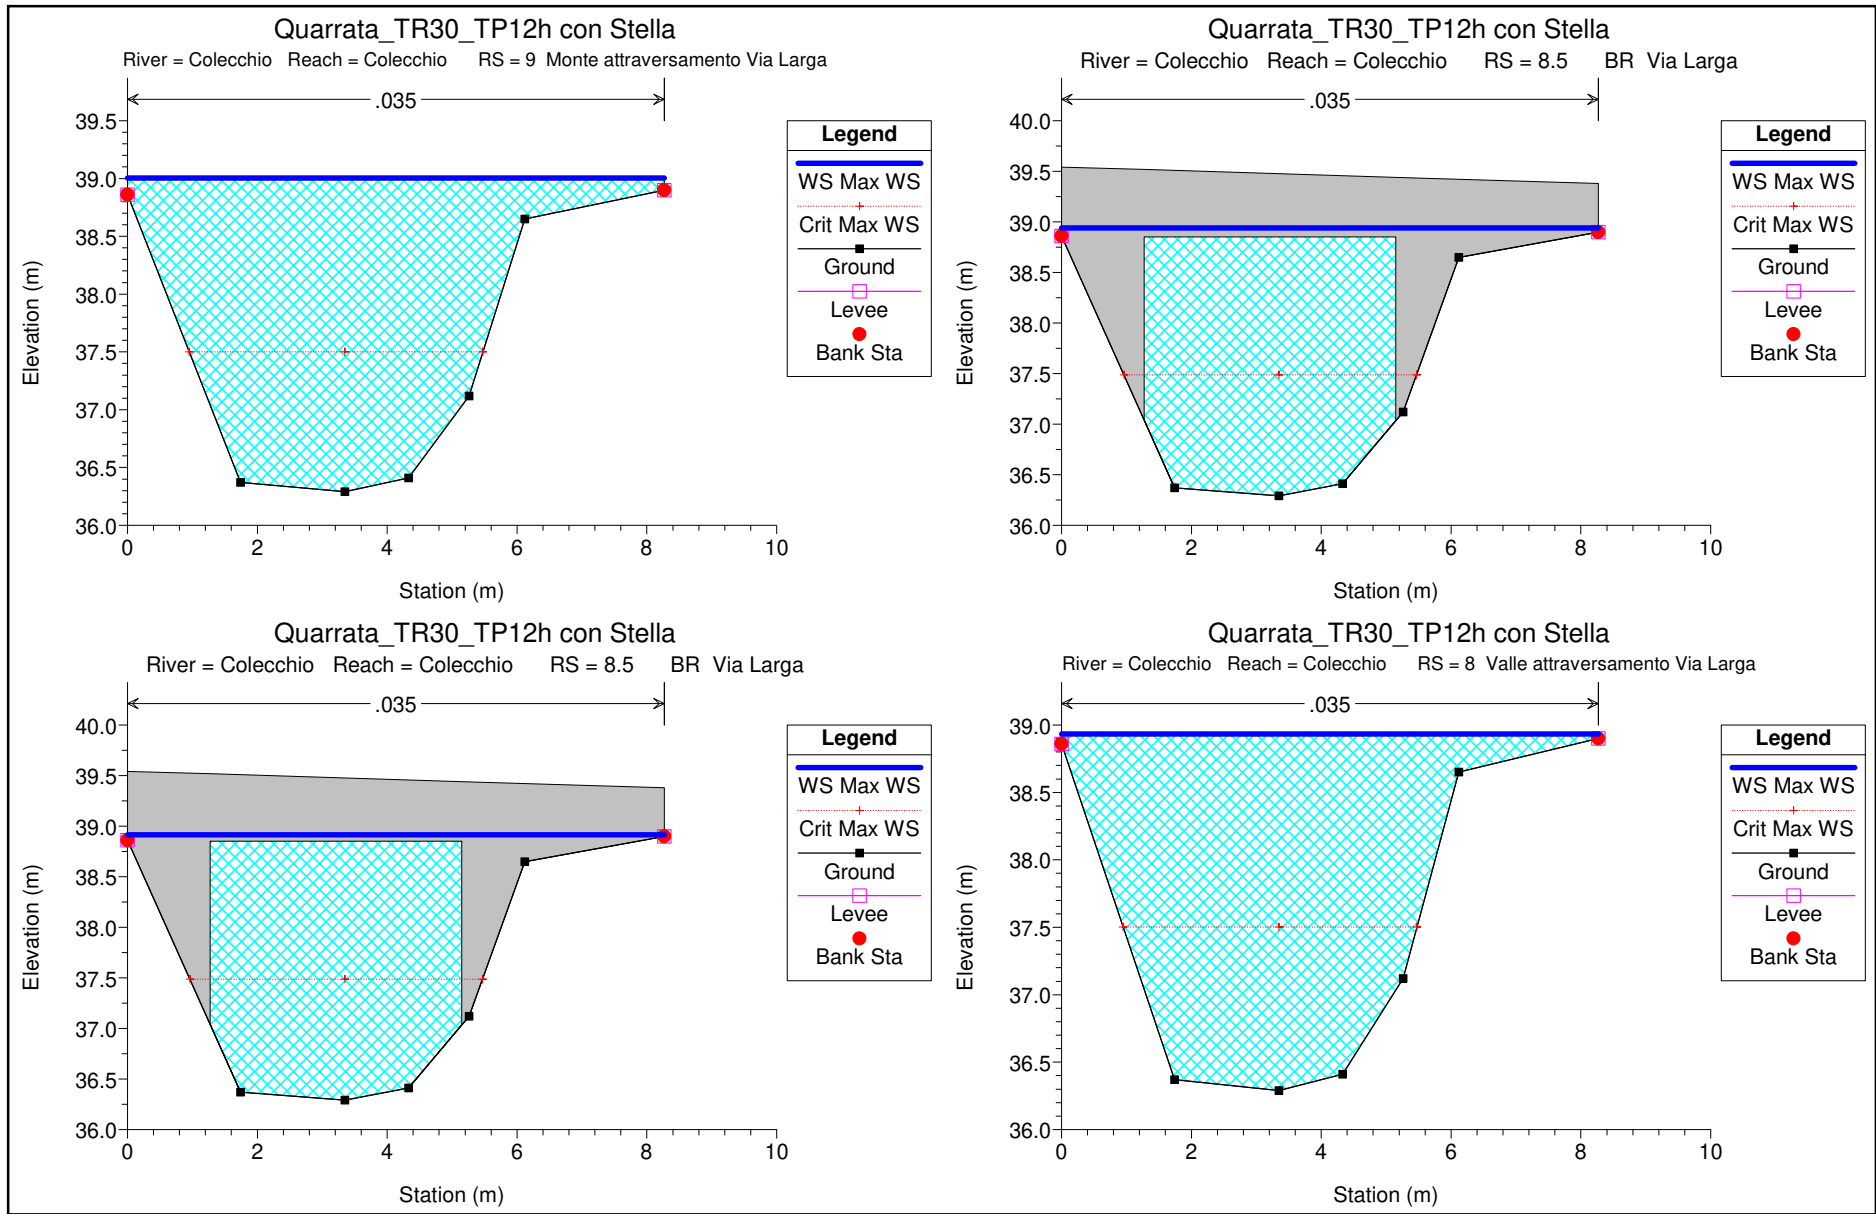 Quarrata_TR30_TP12h con Stella
River = Colecchio Reach = Colecchio RS = 9 Monte attraversamento Via Larga
.035
39.5
39.0
38.5
38.0
37.5
37.0
36.5
36.0
0 2 4 6 8 10
Elevation (m)
Station (m)
Legend
WS Max WS
Crit Max WS
Ground
Levee
Bank Sta
Quarrata_TR30_TP12h con Stella
River = Colecchio Reach = Colecchio RS = 8.5 BR Via Larga
.035
40.0
39.5
39.0
38.5
38.0
37.5
37.0
36.5
36.0
0 2 4 6 8 10
Elevation (m)
Station (m)
Legend
WS Max WS
Crit Max WS
Ground
Levee
Bank Sta
Quarrata_TR30_TP12h con Stella
River = Colecchio Reach = Colecchio RS = 8.5 BR Via Larga
.035
40.0
39.5
39.0
38.5
38.0
37.5
37.0
36.5
36.0
0 2 4 6 8 10
Elevation (m)
Station (m)
Legend
WS Max WS
Crit Max WS
Ground
Levee
Bank Sta
Quarrata_TR30_TP12h con Stella
River = Colecchio Reach = Colecchio RS = 8 Valle attraversamento Via Larga
.035
39.0
38.5
38.0
37.5
37.0
36.5
36.0
0 2 4 6 8 10
Elevation (m)
Station (m)
Legend
WS Max WS
Crit Max WS
Ground
Levee
Bank Sta